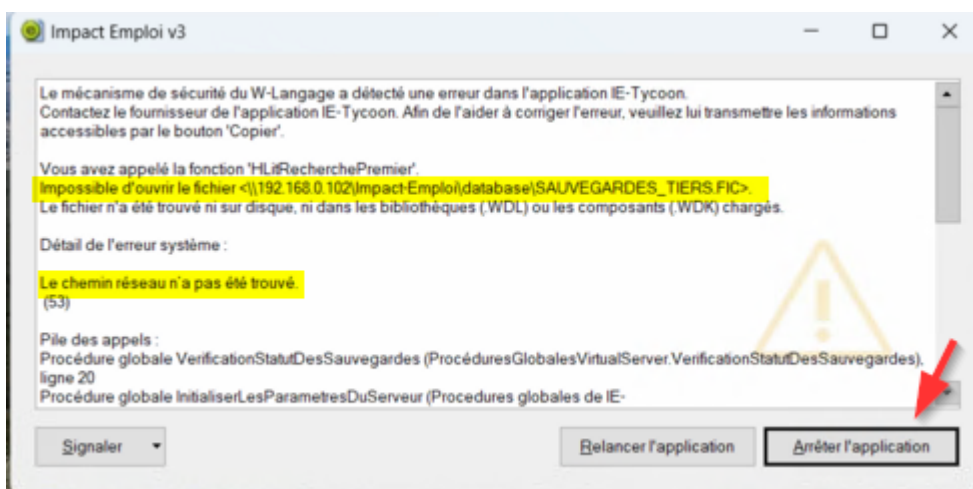 Impact Emploi v3
Le mécanisme de sécurité du W-Langage a détecté une erreur dans l'application IE-Tycoon.
Contactez le fournisseur de l'application IE-Tycoon. Afin de l'aider à corriger l'erreur, veuillez lui transmettre les informations
accessibles par le bouton 'Copier'.
Vous avez appelé la fonction 'HLitRecherchePremier'.
Impossible d'ouvrir le fichier <\\192.168.0.102\Impact-Emploi\database\SAUVEGARDES_TIERS.FIC>.
Le fichier n'a été trouvé ni sur disque, ni dans les bibliothèques (.WDL) ou les composants (.WDK) chargés.
Détail de l'erreur système :
Le chemin réseau n'a pas été trouvé.
(53)
Pile des appels :
Procédure globale VerificationStatutDesSauvegardes (ProcéduresGlobalesVirtualServer.VerificationStatutDesSauvegardes),
ligne 20
Procédure globale InitialiserLesParametresDuServeur (Procedures globales de IE-
Signaler
Relancer l'application
Arrêter l'application